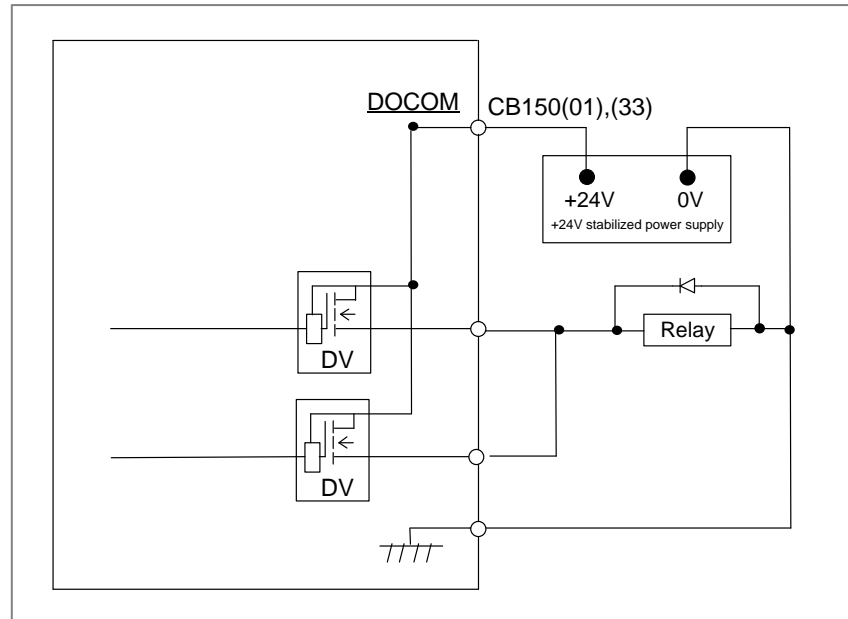 DOCOM
CB150(01),(33)
+24V
0V
+24V stabilized power supply
Relay
DV
DV